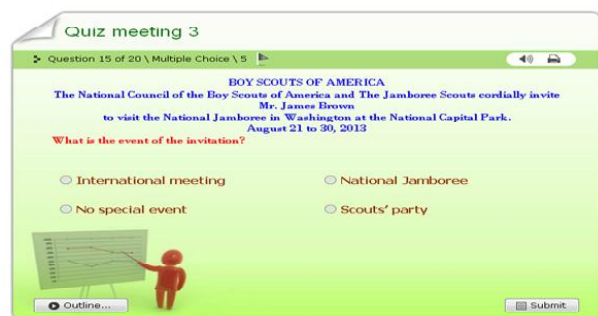 Quiz meeting 3
Question 15 of 20 \ Multiple Choice \ 5
BOY SCOUTS OF AMERICA
The National Council of the Boy Scouts of America and The Jamboree Scouts cordially invite
Mr. James Brown
to visit the National Jamboree in Washington at the National Capital Park.
August 21 to 30, 2013
What is the event of the invitation?
International meeting
National Jamboree
No special event
Scouts' party
Outline...
Submit